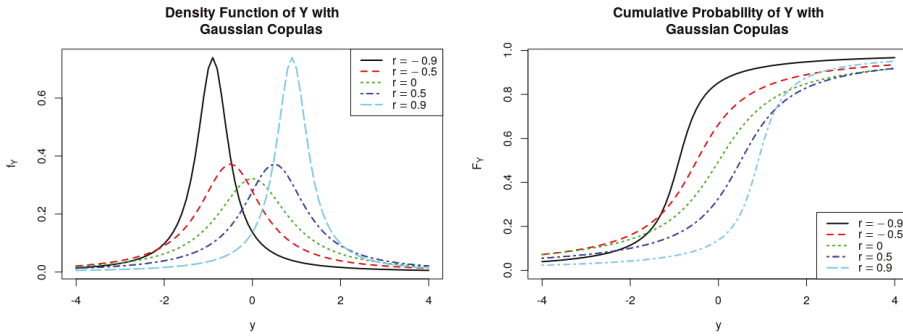 Density Function of Y with
Gaussian Copulas
r = − 0.9
r = − 0.5
r = 0
r = 0.5
r = 0.9
0.6
0.4
0.2
0.0
f_Y
-4 -2 0 2 4
y
Cumulative Probability of Y with
Gaussian Copulas
1.0
0.8
0.6
0.4
0.2
0.0
F_Y
r = − 0.9
r = − 0.5
r = 0
r = 0.5
r = 0.9
-4 -2 0 2 4
y